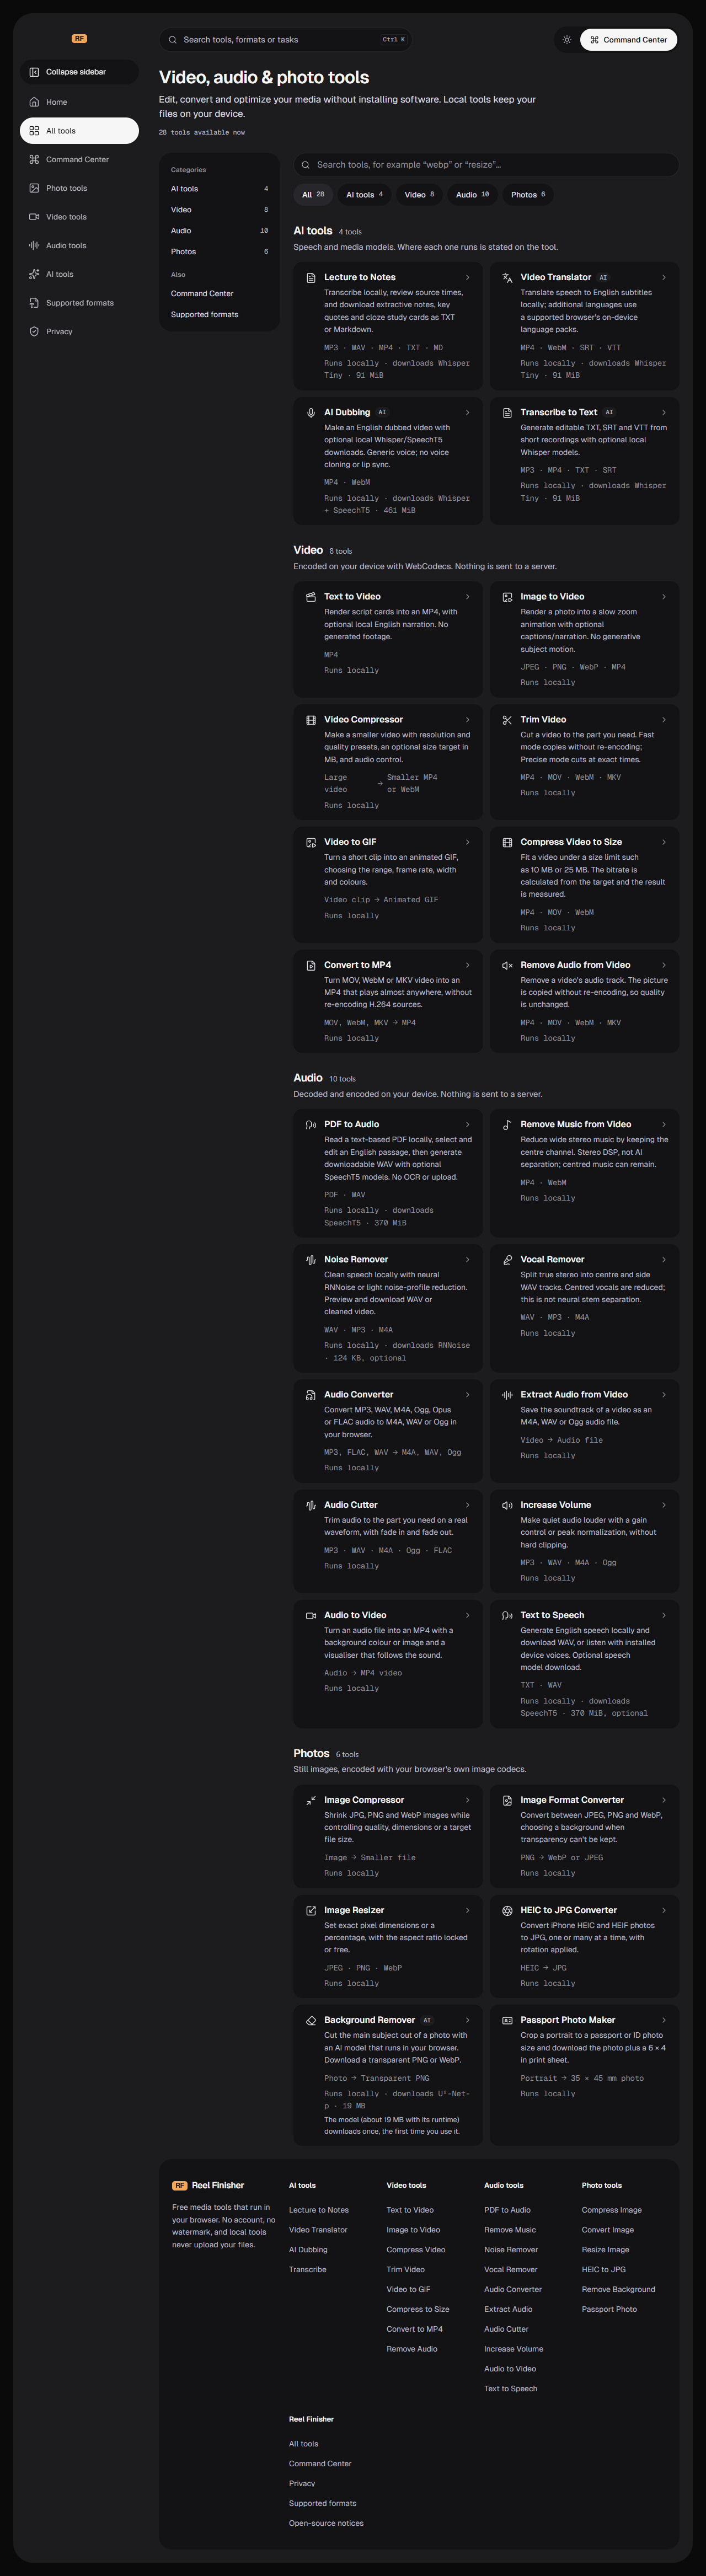 RF
Search tools, formats or tasks
Ctrl K
Command Center
Collapse sidebar
Home
All tools
Command Center
Photo tools
Video tools
Audio tools
AI tools
Supported formats
Privacy
Video, audio & photo tools
Edit, convert and optimize your media without installing software. Local tools keep your
files on your device.
28 tools available now
Categories
AI tools 4
Video 8
Audio 10
Photos 6
Also
Command Center
Supported formats
Search tools, for example “webp” or “resize”...
All 28
AI tools 4
Video 8
Audio 10
Photos 6
AI tools 4 tools
Speech and media models. Where each one runs is stated on the tool.
Lecture to Notes
Transcribe locally, review source times,
and download extractive notes, key
quotes and cloze study cards as TXT
or Markdown.
MP3 · WAV · MP4 · TXT · MD
Runs locally · downloads Whisper
Tiny · 91 MiB
Video Translator AI
Translate speech to English subtitles
locally; additional languages use
a supported browser's on-device
language packs.
MP4 · WebM · SRT · VTT
Runs locally · downloads Whisper
Tiny · 91 MiB
AI Dubbing AI
Make an English dubbed video with
optional local Whisper/SpeechT5
downloads. Generic voice; no voice
cloning or lip sync.
MP4 · WebM
Runs locally · downloads Whisper
+ SpeechT5 · 461 MiB
Transcribe to Text AI
Generate editable TXT, SRT and VTT from
short recordings with optional local
Whisper models.
MP3 · MP4 · TXT · SRT
Runs locally · downloads Whisper
Tiny · 91 MiB
Video 8 tools
Encoded on your device with WebCodecs. Nothing is sent to a server.
Text to Video
Render script cards into an MP4, with
optional local English narration. No
generated footage.
MP4
Runs locally
Image to Video
Render a photo into a slow zoom
animation with optional
captions/narration. No generative
subject motion.
JPEG · PNG · WebP · MP4
Runs locally
Video Compressor
Make a smaller video with resolution and
quality presets, an optional size target in
MB, and audio control.
Large video → Smaller MP4 or WebM
Runs locally
Trim Video
Cut a video to the part you need. Fast
mode copies without re-encoding;
Precise mode cuts at exact times.
MP4 · MOV · WebM · MKV
Runs locally
Video to GIF
Turn a short clip into an animated GIF,
choosing the range, frame rate, width
and colours.
Video clip → Animated GIF
Runs locally
Compress Video to Size
Fit a video under a size limit such
as 10 MB or 25 MB. The bitrate is
calculated from the target and the result
is measured.
MP4 · MOV · WebM
Runs locally
Convert to MP4
Turn MOV, WebM or MKV video into an
MP4 that plays almost anywhere, without
re-encoding H.264 sources.
MOV, WebM, MKV → MP4
Runs locally
Remove Audio from Video
Remove a video's audio track. The picture
is copied without re-encoding, so quality
is unchanged.
MP4 · MOV · WebM · MKV
Runs locally
Audio 10 tools
Decoded and encoded on your device. Nothing is sent to a server.
PDF to Audio
Read a text-based PDF locally, select and
edit an English passage, then generate
downloadable WAV with optional
SpeechT5 models. No OCR or upload.
PDF · WAV
Runs locally · downloads
SpeechT5 · 370 MiB
Remove Music from Video
Reduce wide stereo music by keeping the
centre channel. Stereo DSP, not AI
separation; centred music can remain.
MP4 · WebM
Runs locally
Noise Remover
Clean speech locally with neural
RNNoise or light noise-profile reduction.
Preview and download WAV or
cleaned video.
WAV · MP3 · M4A
Runs locally · downloads RNNoise
· 124 KB, optional
Vocal Remover
Split true stereo into centre and side
WAV tracks. Centred vocals are reduced;
this is not neural stem separation.
WAV · MP3 · M4A
Runs locally
Audio Converter
Convert MP3, WAV, M4A, Ogg, Opus
or FLAC audio to M4A, WAV or Ogg in
your browser.
MP3, FLAC, WAV → M4A, WAV, Ogg
Runs locally
Extract Audio from Video
Save the soundtrack of a video as an
M4A, WAV or Ogg audio file.
Video → Audio file
Runs locally
Audio Cutter
Trim audio to the part you need on a real
waveform, with fade in and fade out.
MP3 · WAV · M4A · Ogg · FLAC
Runs locally
Increase Volume
Make quiet audio louder with a gain
control or peak normalization, without
hard clipping.
MP3 · WAV · M4A · Ogg
Runs locally
Audio to Video
Turn an audio file into an MP4 with a
background colour or image and a
visualiser that follows the sound.
Audio → MP4 video
Runs locally
Text to Speech
Generate English speech locally and
download WAV, or listen with installed
device voices. Optional speech
model download.
TXT · WAV
Runs locally · downloads
SpeechT5 · 370 MiB, optional
Photos 6 tools
Still images, encoded with your browser's own image codecs.
Image Compressor
Shrink JPG, PNG and WebP images while
controlling quality, dimensions or a target
file size.
Image → Smaller file
Runs locally
Image Format Converter
Convert between JPEG, PNG and WebP,
choosing a background when
transparency can't be kept.
PNG → WebP or JPEG
Runs locally
Image Resizer
Set exact pixel dimensions or a
percentage, with the aspect ratio locked
or free.
JPEG · PNG · WebP
Runs locally
HEIC to JPG Converter
Convert iPhone HEIC and HEIF photos
to JPG, one or many at a time, with
rotation applied.
HEIC → JPG
Runs locally
Background Remover AI
Cut the main subject out of a photo with
an AI model that runs in your browser.
Download a transparent PNG or WebP.
Photo → Transparent PNG
Runs locally · downloads U²-Net-
p · 19 MB
The model (about 19 MB with its runtime)
downloads once, the first time you use it.
Passport Photo Maker
Crop a portrait to a passport or ID photo
size and download the photo plus a 6 × 4
in print sheet.
Portrait → 35 × 45 mm photo
Runs locally
RF Reel Finisher
Free media tools that run in
your browser. No account, no
watermark, and local tools
never upload your files.
AI tools
Lecture to Notes
Video Translator
AI Dubbing
Transcribe
Video tools
Text to Video
Image to Video
Compress Video
Trim Video
Video to GIF
Compress to Size
Convert to MP4
Remove Audio
Audio tools
PDF to Audio
Remove Music
Noise Remover
Vocal Remover
Audio Converter
Extract Audio
Audio Cutter
Increase Volume
Audio to Video
Text to Speech
Photo tools
Compress Image
Convert Image
Resize Image
HEIC to JPG
Remove Background
Passport Photo
Reel Finisher
All tools
Command Center
Privacy
Supported formats
Open-source notices